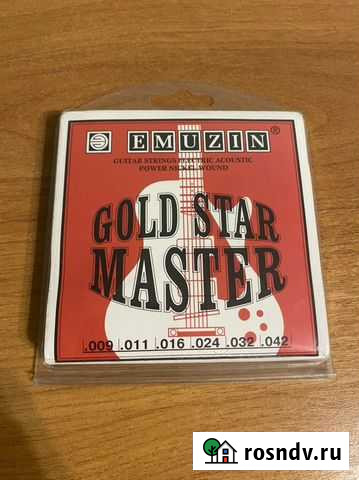 EMUZIN®
GUITAR STRINGS ELECTRIC ACOUSTIC
POWER NICKEL WOUND
GOLD STAR
MASTER
.009 .011 .016 .024 .032 .042
rosndv.ru